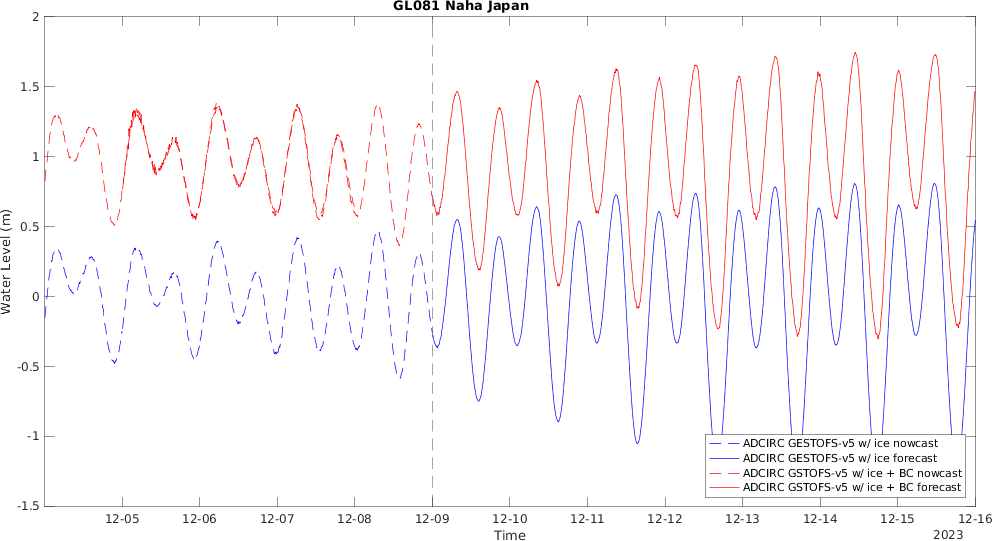 GL081 Naha Japan
2
1.5
1
0.5
0
-0.5
-1
-1.5
Water Level (m)
ADCIRC GESTOFS-v5 w/ ice nowcast
ADCIRC GESTOFS-v5 w/ ice forecast
ADCIRC GSTOFS-v5 w/ ice + BC nowcast
ADCIRC GSTOFS-v5 w/ ice + BC forecast
12-05 12-06 12-07 12-08 12-09 12-10 12-11 12-12 12-13 12-14 12-15 12-16
Time
2023